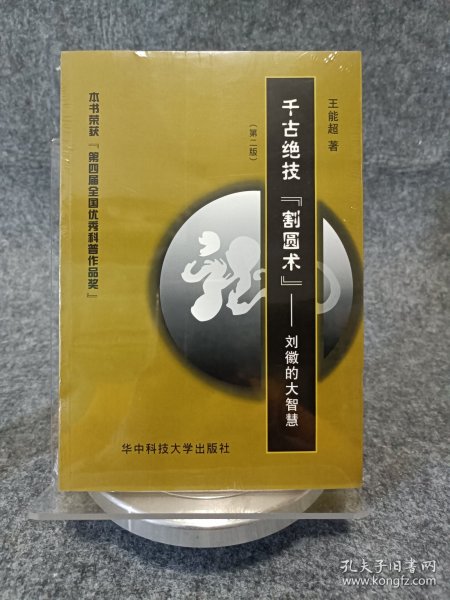 王能超 著
千古绝技『割圆术』——刘徽的大智慧
(第二版)
本书荣获『第四届全国优秀科普作品奖』
华中科技大学出版社
孔夫子旧书网
www.kongfz.com